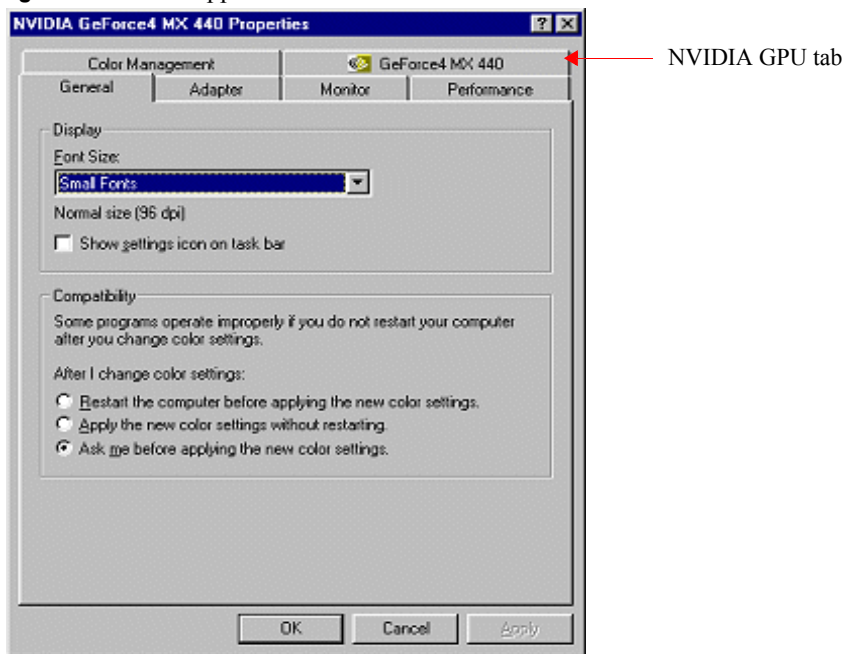 NVIDIA GeForce4 MX 440 Properties
NVIDIA GPU tab
Color Management GeForce4 MX 440
General Adapter Monitor Performance
Display
Font Size:
Small Fonts
Normal size (96 dpi)
Show settings icon on task bar
Compatibility
Some programs operate improperly if you do not restart your computer
after you change color settings.
After I change color settings:
Restart the computer before applying the new color settings.
Apply the new color settings without restarting.
Ask me before applying the new color settings.
OK Cancel Apply